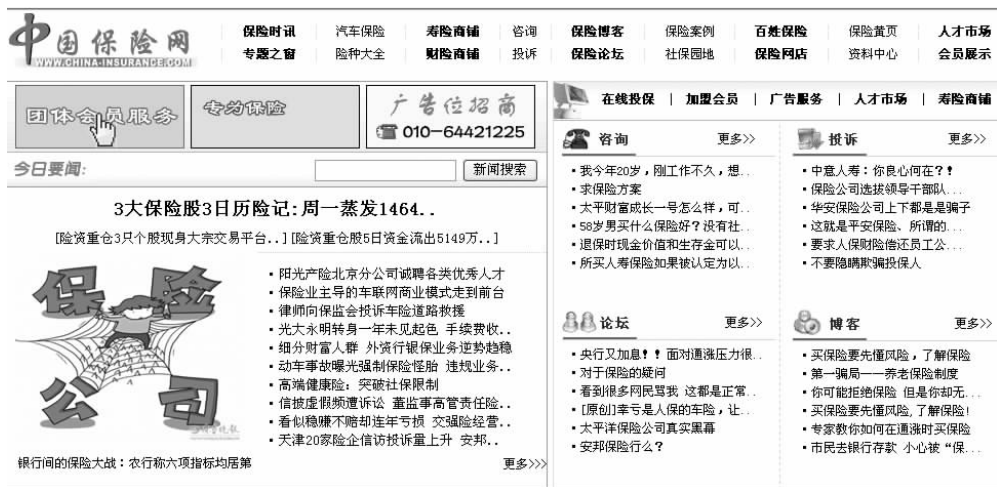 中国保险网
WWW.CHINA-INSURANCE.COM
保险时讯 汽车保险 寿险商铺 咨询 保险博客 保险案例 百姓保险 保险黄页 人才市场
专题之窗 险种大全 财险商铺 投诉 保险论坛 社保园地 保险网店 资料中心 会员展示
团体会员服务
专为保险
广告位招商
010-64421225
在线投保 | 加盟会员 | 广告服务 | 人才市场 | 寿险商铺
今日要闻:
新闻搜索
3大保险股3日历险记:周一蒸发1464..
[险资重仓3只个股现身大宗交易平台..][险资重仓股5日资金流出5149万..]
保险公司
阳光产险北京分公司诚聘各类优秀人才
保险业主导的车联网商业模式走到前台
律师向保监会投诉车险道路救援
光大永明转身一年未见起色 手续费收..
细分财富人群 外资行银保业务逆势趋稳
动车事故曝光强制保险怪胎 违规业务..
高端健康险：突破社保限制
信披虚假频遭诉讼 董监事高管责任险..
看似稳赚不赔却连年亏损 交强险经营..
天津20家险企信访投诉量上升 安邦..
银行间的保险大战：农行称六项指标均居第
更多>>>
咨询 更多>>
我今年20岁，刚工作不久，想..
求保险方案
太平财富成长一号怎么样，可..
58岁男买什么保险好？没有社..
退保时现金价值和生存金可以..
所买人寿保险如果被认定为以..
投诉 更多>>
中意人寿：你良心何在？!
保险公司选拔领导干部队...
华安保险公司上下都是是骗子
这就是平安保险、所谓的...
要求人保财险偿还员工公...
不要隐瞒欺骗投保人
论坛 更多>>
央行又加息！！面对通涨压力很..
对于保险的疑问
看到很多网民骂我 这都是正常..
[原创]幸亏是人保的车险，让..
太平洋保险公司真实黑幕
安邦保险行么？
博客 更多>>
买保险要先懂风险，了解保险
第一骗局——养老保险制度
你可能拒绝保险 但是你却无...
买保险要先懂风险,了解保险!
专家教你如何在通涨时买保险
市民去银行存款 小心被“保...